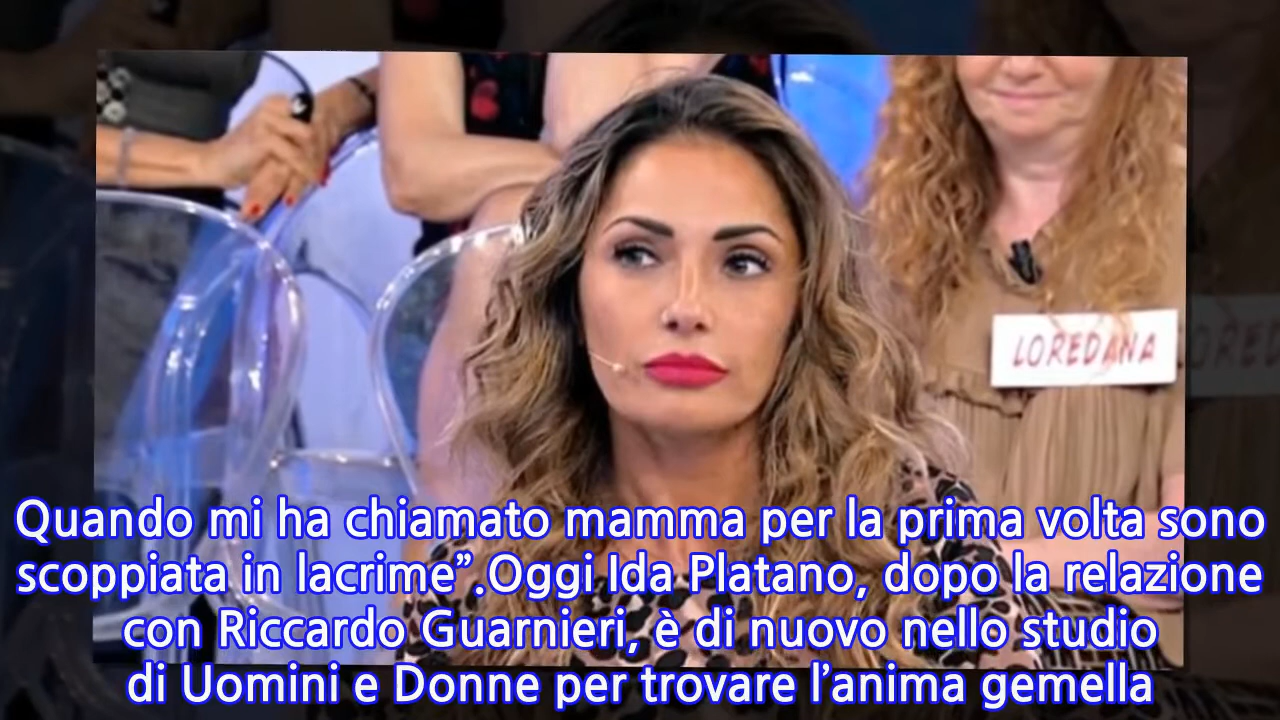 LOREDANA
Quando mi ha chiamato mamma per la prima volta sono
scoppiata in lacrime”.Oggi Ida Platano, dopo la relazione
con Riccardo Guarnieri, è di nuovo nello studio
di Uomini e Donne per trovare l’anima gemella